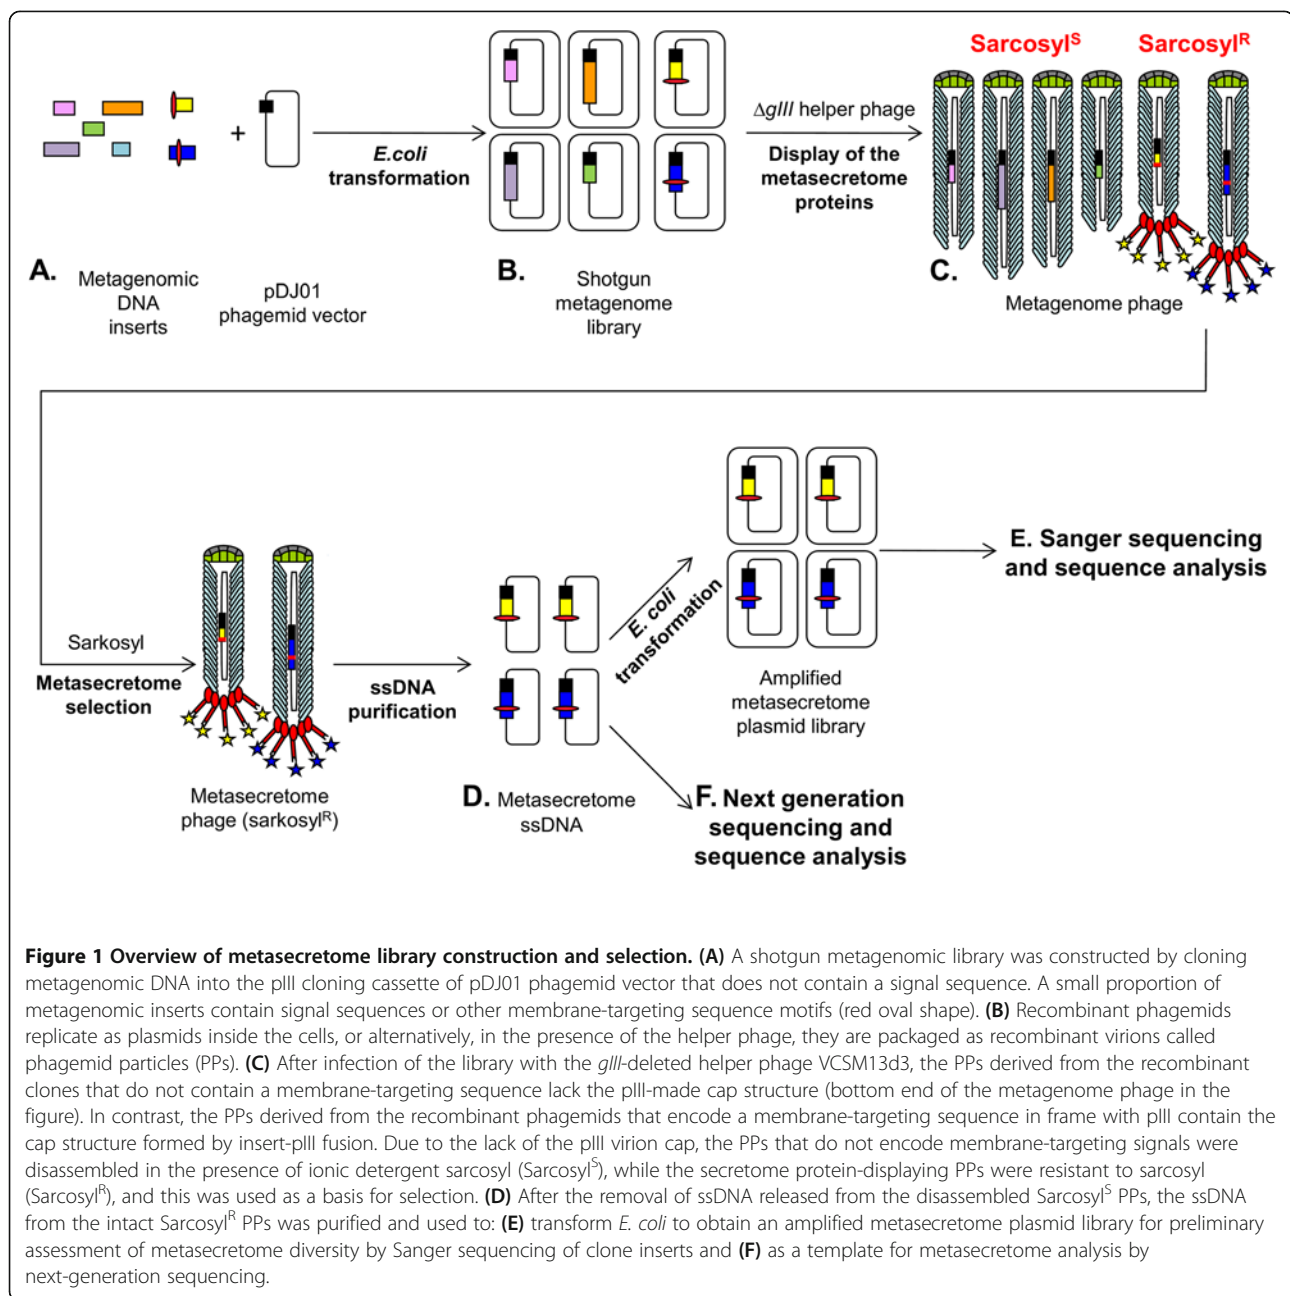 Sarcosyl^S Sarcosyl^R
ΔgIII helper phage
+
E.coli
transformation
Display of the
metasecretome
proteins
A.
Metagenomic
DNA
inserts
pDJ01
phagemid vector
B.
Shotgun
metagenome
library
C.
Metagenome phage
Sarkosyl
Metasecretome
selection
ssDNA
purification
E. coli
transformation
Metasecretome
phage (sarkosyl^R)
D. Metasecretome
ssDNA
Amplified
metasecretome
plasmid library
E. Sanger sequencing
and sequence analysis
F. Next generation
sequencing and
sequence analysis
Figure 1 Overview of metasecretome library construction and selection. (A) A shotgun metagenomic library was constructed by cloning
metagenomic DNA into the pIII cloning cassette of pDJ01 phagemid vector that does not contain a signal sequence. A small proportion of
metagenomic inserts contain signal sequences or other membrane-targeting sequence motifs (red oval shape). (B) Recombinant phagemids
replicate as plasmids inside the cells, or alternatively, in the presence of the helper phage, they are packaged as recombinant virions called
phagemid particles (PPs). (C) After infection of the library with the gIII-deleted helper phage VCSM13d3, the PPs derived from the recombinant
clones that do not contain a membrane-targeting sequence lack the pIII-made cap structure (bottom end of the metagenome phage in the
figure). In contrast, the PPs derived from the recombinant phagemids that encode a membrane-targeting sequence in frame with pIII contain the
cap structure formed by insert-pIII fusion. Due to the lack of the pIII virion cap, the PPs that do not encode membrane-targeting signals were
disassembled in the presence of ionic detergent sarcosyl (Sarcosyl^S), while the secretome protein-displaying PPs were resistant to sarcosyl
(Sarcosyl^R), and this was used as a basis for selection. (D) After the removal of ssDNA released from the disassembled Sarcosyl^S PPs, the ssDNA
from the intact Sarcosyl^R PPs was purified and used to: (E) transform E. coli to obtain an amplified metasecretome plasmid library for preliminary
assessment of metasecretome diversity by Sanger sequencing of clone inserts and (F) as a template for metasecretome analysis by
next-generation sequencing.